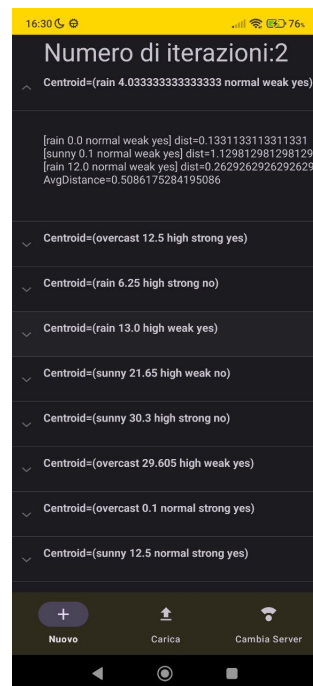 16:30 76%
Numero di iterazioni:2
Centroid=(rain 4.033333333333333 normal weak yes)
[rain 0.0 normal weak yes] dist=0.1331133113311331
[sunny 0.1 normal weak yes] dist=1.129812981298129
[rain 12.0 normal weak yes] dist=0.2629262926292629
AvgDistance=0.5086175284195086
Centroid=(overcast 12.5 high strong yes)
Centroid=(rain 6.25 high strong no)
Centroid=(rain 13.0 high weak yes)
Centroid=(sunny 21.65 high weak no)
Centroid=(sunny 30.3 high strong no)
Centroid=(overcast 29.605 high weak yes)
Centroid=(overcast 0.1 normal strong yes)
Centroid=(sunny 12.5 normal strong yes)
Nuovo Carica Cambia Server